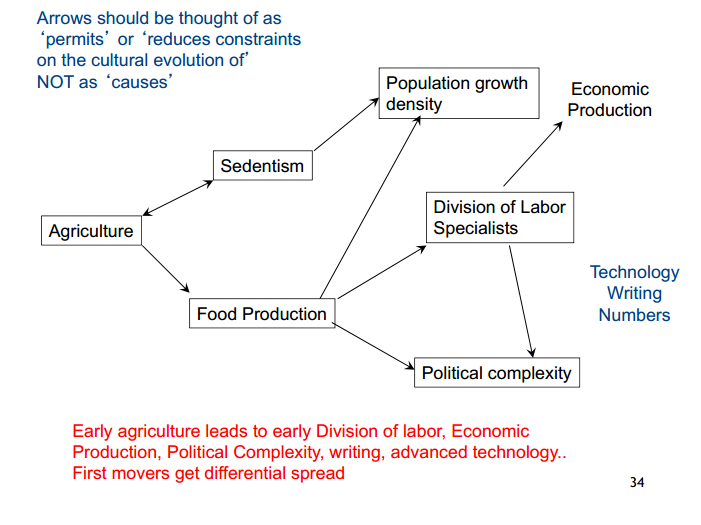 Arrows should be thought of as
‘permits’ or ‘reduces constraints
on the cultural evolution of’
NOT as ‘causes’
Population growth
density
Economic
Production
Sedentism
Agriculture
Division of Labor
Specialists
Technology
Writing
Numbers
Food Production
Political complexity
Early agriculture leads to early Division of labor, Economic
Production, Political Complexity, writing, advanced technology..
First movers get differential spread
34